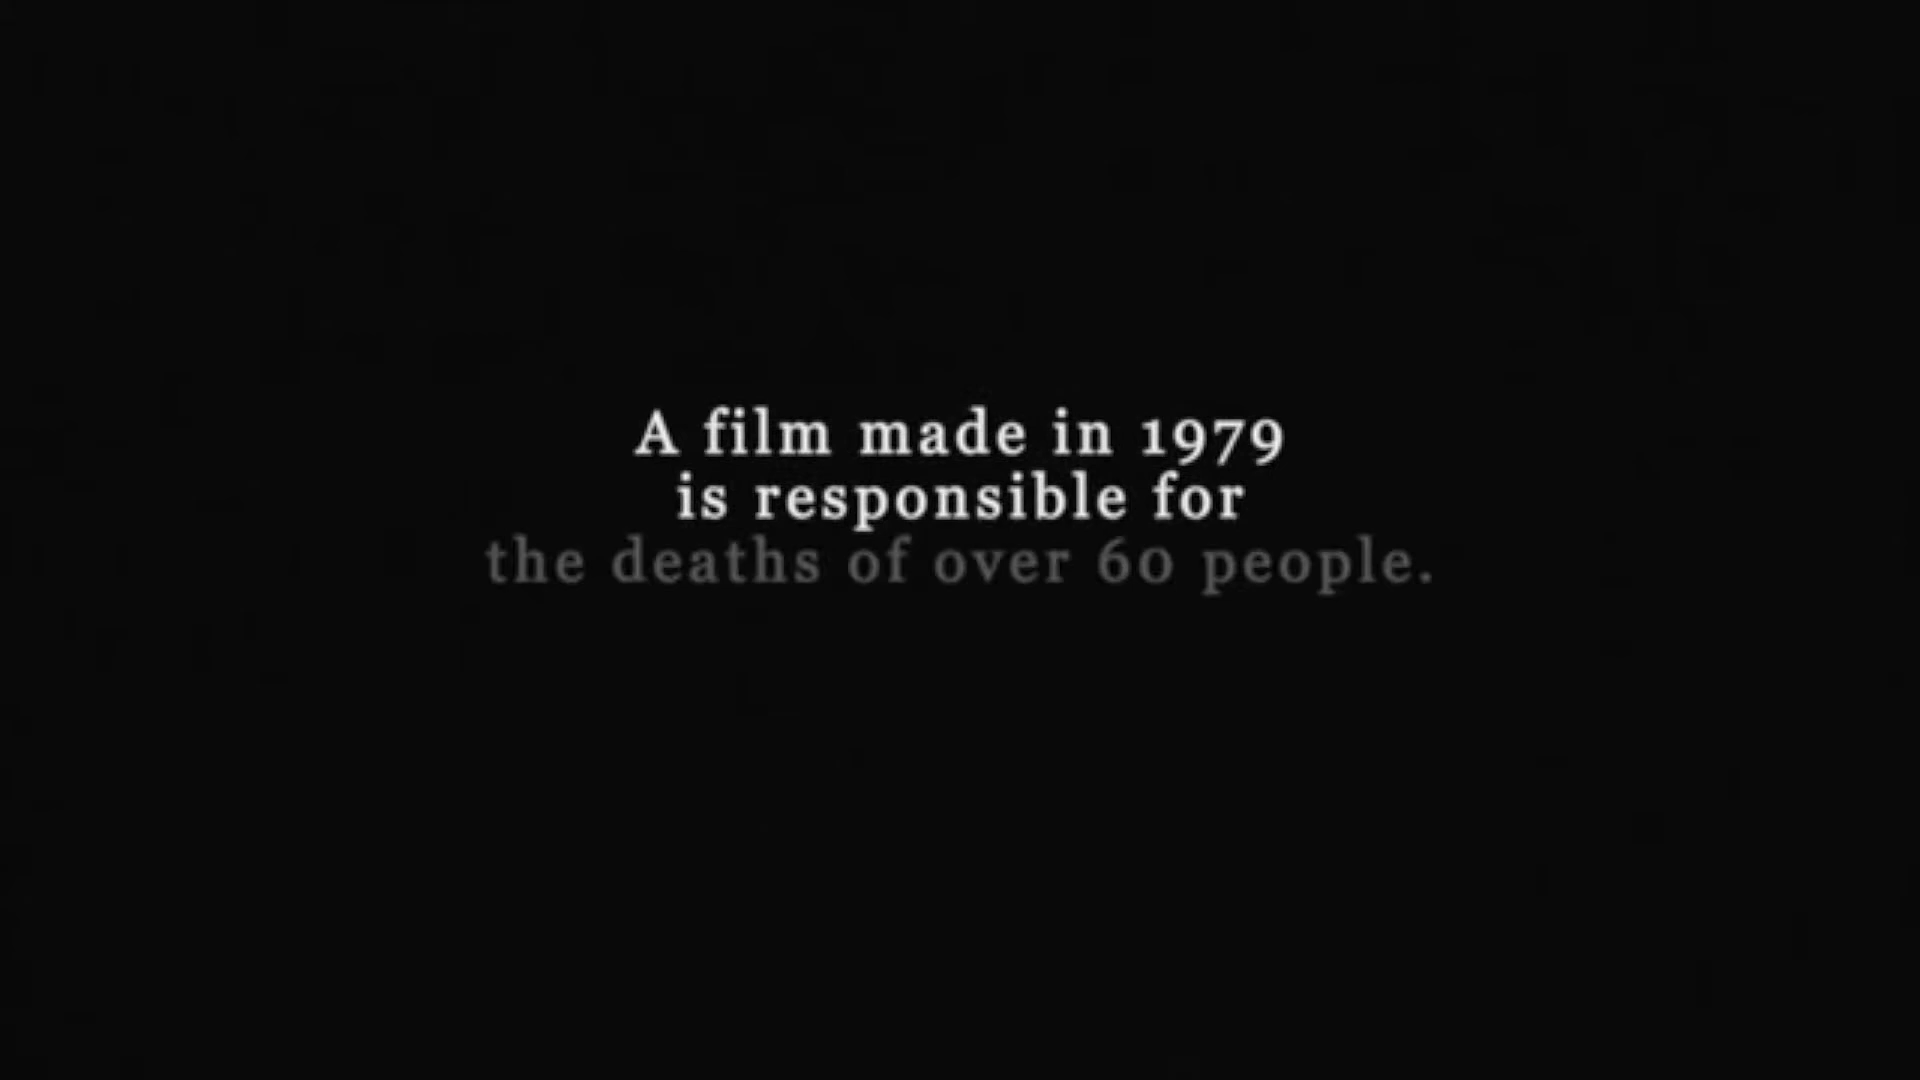 A film made in 1979
is responsible for
the deaths of over 60 people.